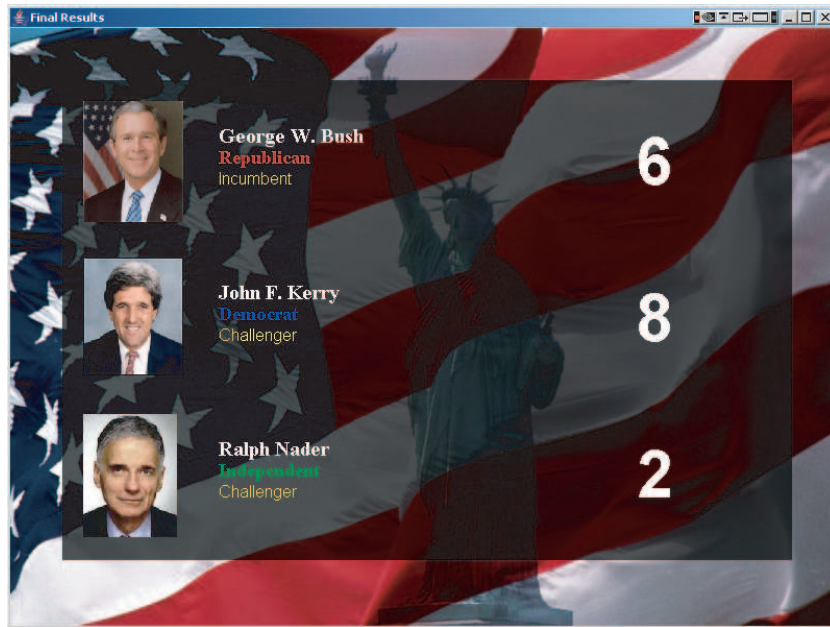 Final Results
George W. Bush
Republican
Incumbent
6
John F. Kerry
Democrat
Challenger
8
Ralph Nader
Independent
Challenger
2